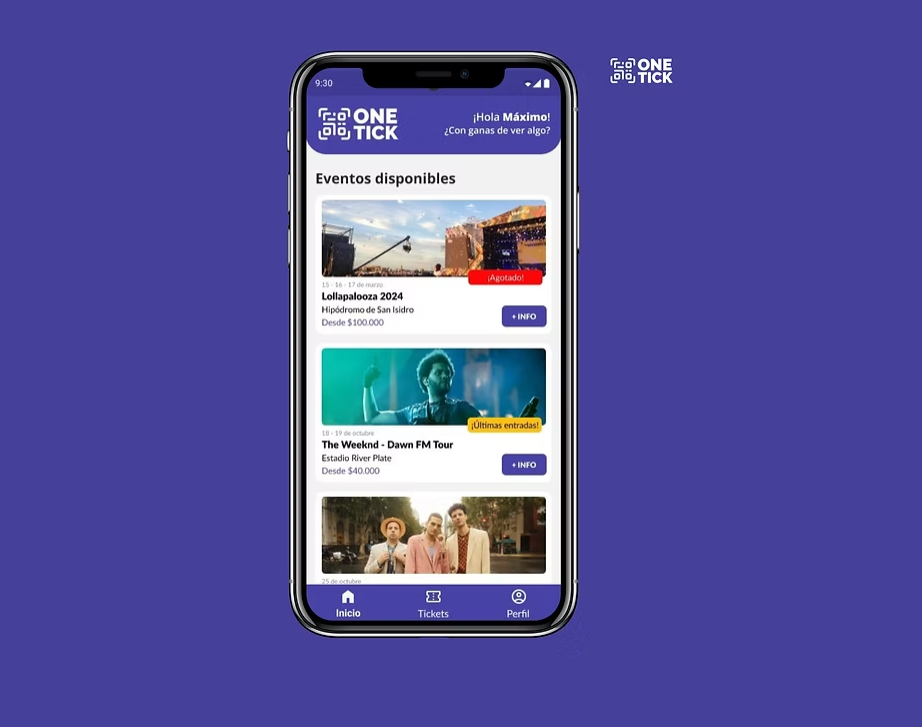 ONE
TICK
9:30
ONE
TICK
¡Hola Máximo!
¿Con ganas de ver algo?
Eventos disponibles
¡Agotado!
15 - 16 - 17 de marzo
Lollapalooza 2024
Hipódromo de San Isidro
Desde $100.000
+ INFO
¡Últimas entradas!
18 - 19 de octubre
The Weeknd - Dawn FM Tour
Estadio River Plate
Desde $40.000
+ INFO
25 de octubre
Inicio
Tickets
Perfil